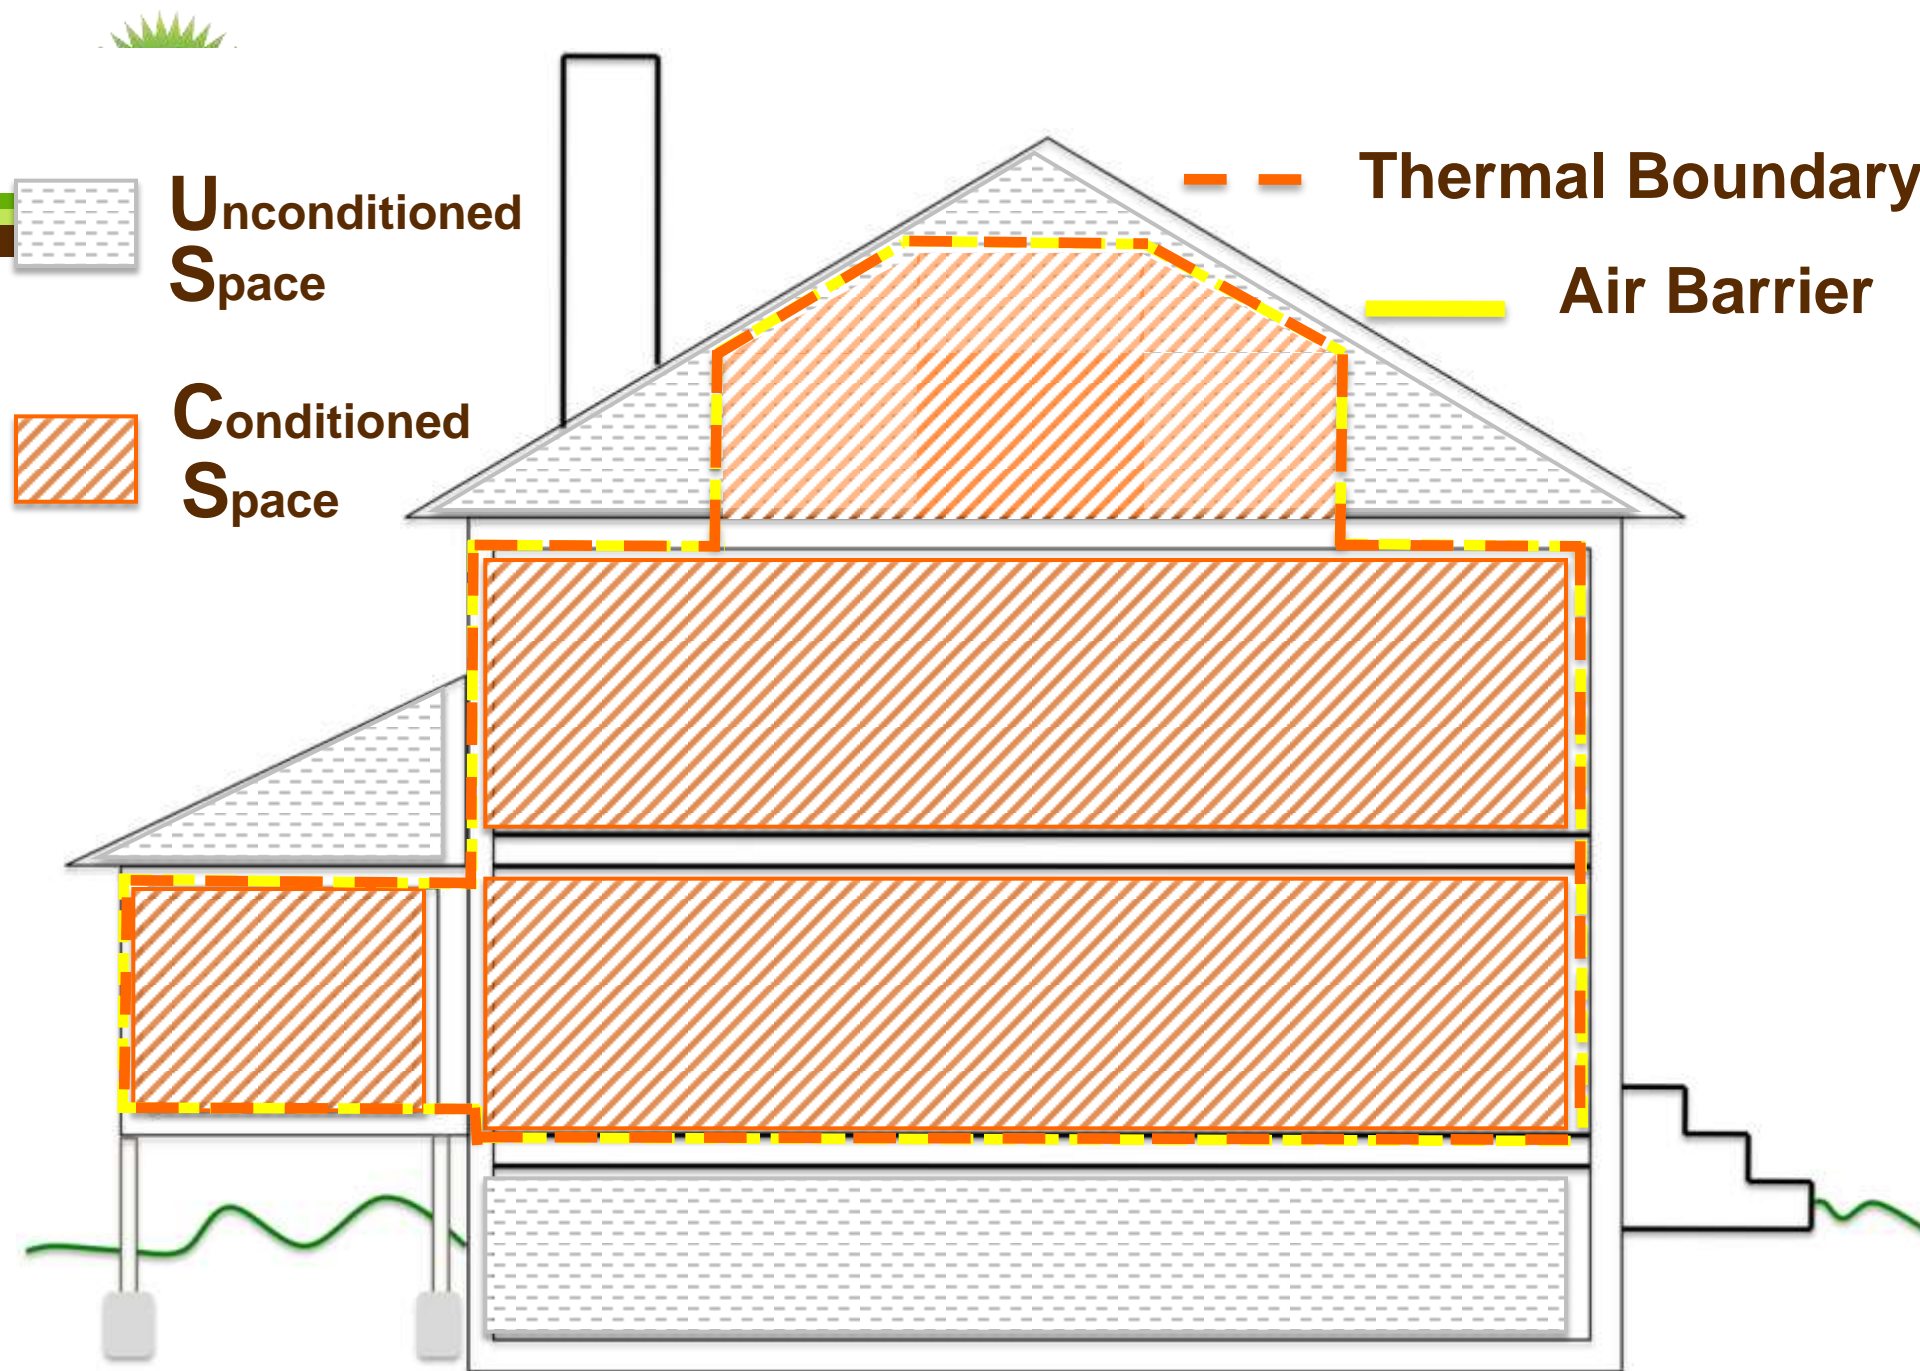 Unconditioned
Space
Conditioned
Space
Thermal Boundary
Air Barrier